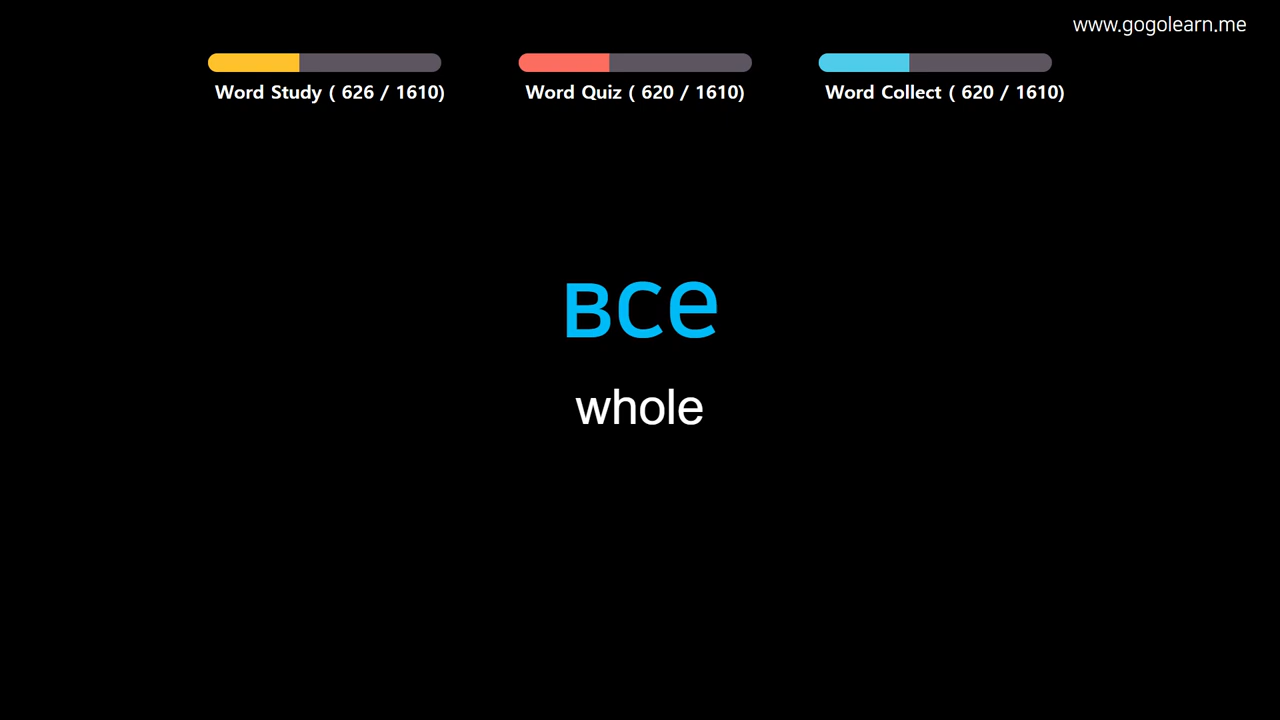 www.gogolearn.me
Word Study ( 626 / 1610)
Word Quiz ( 620 / 1610)
Word Collect ( 620 / 1610)
все
whole